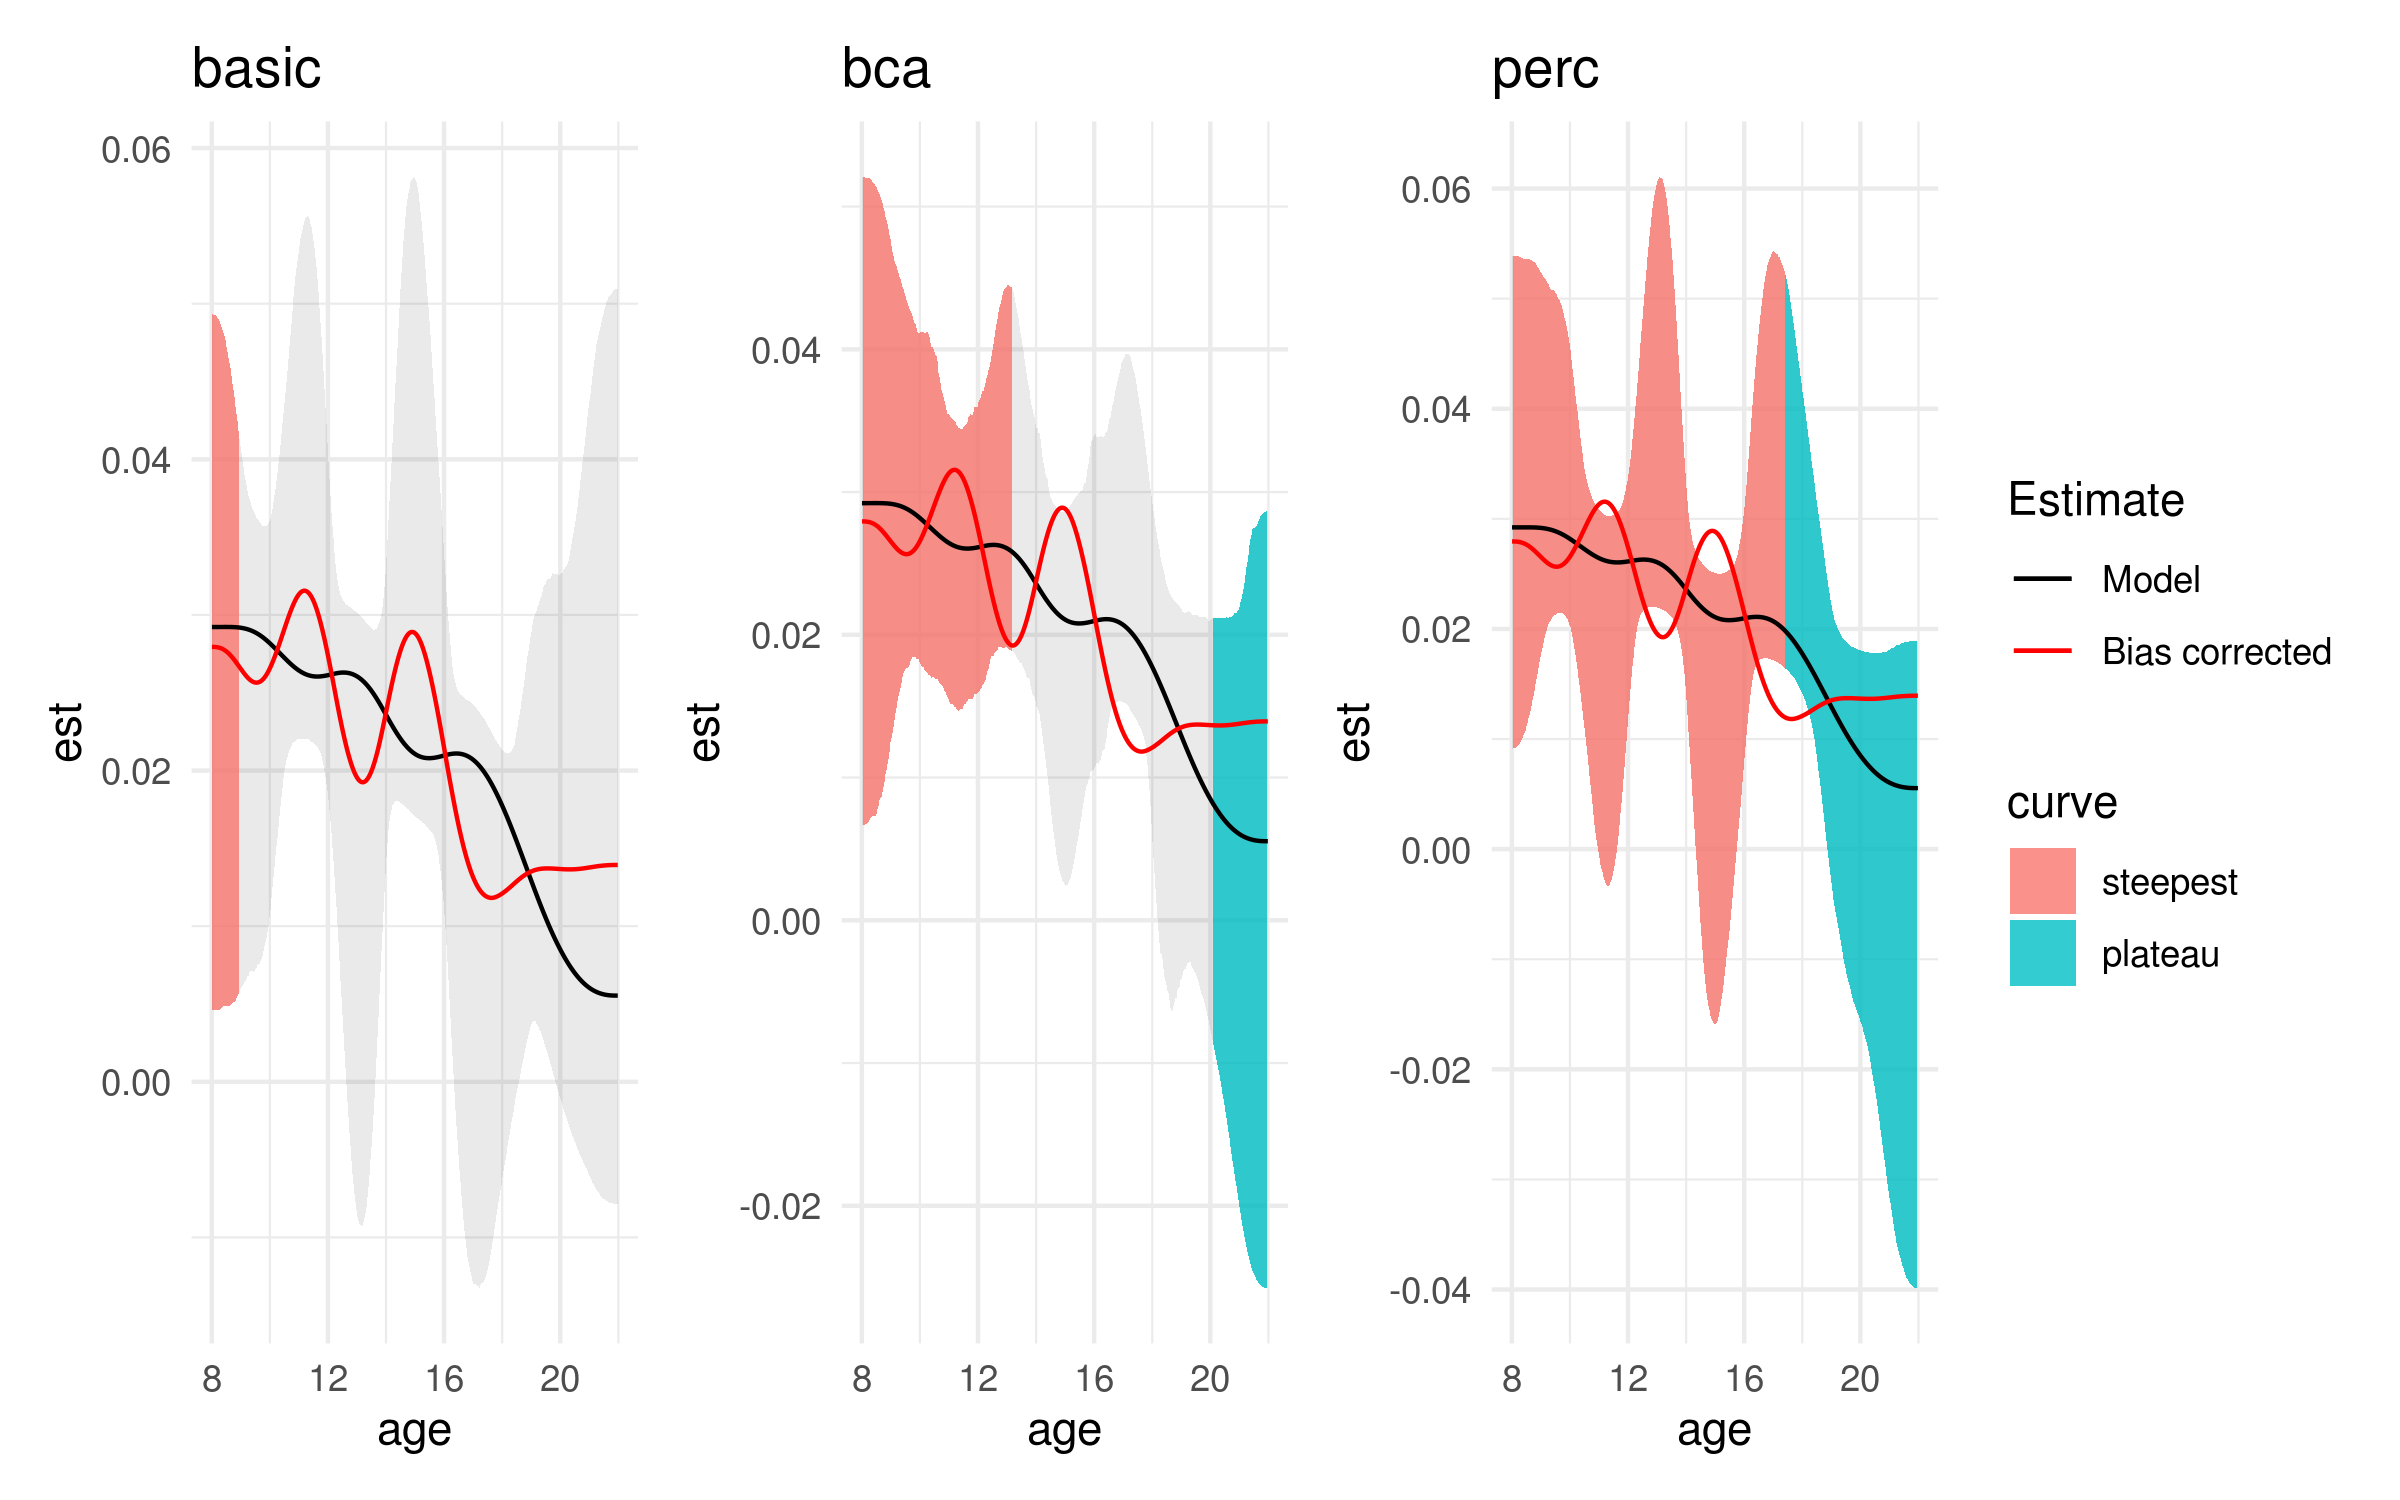 basic
0.06
0.04
0.02
0.00
8 12 16 20
age
est
bca
0.04
0.02
0.00
-0.02
8 12 16 20
age
est
perc
0.06
0.04
0.02
0.00
-0.02
-0.04
8 12 16 20
age
est
Estimate
Model
Bias corrected
curve
steepest
plateau